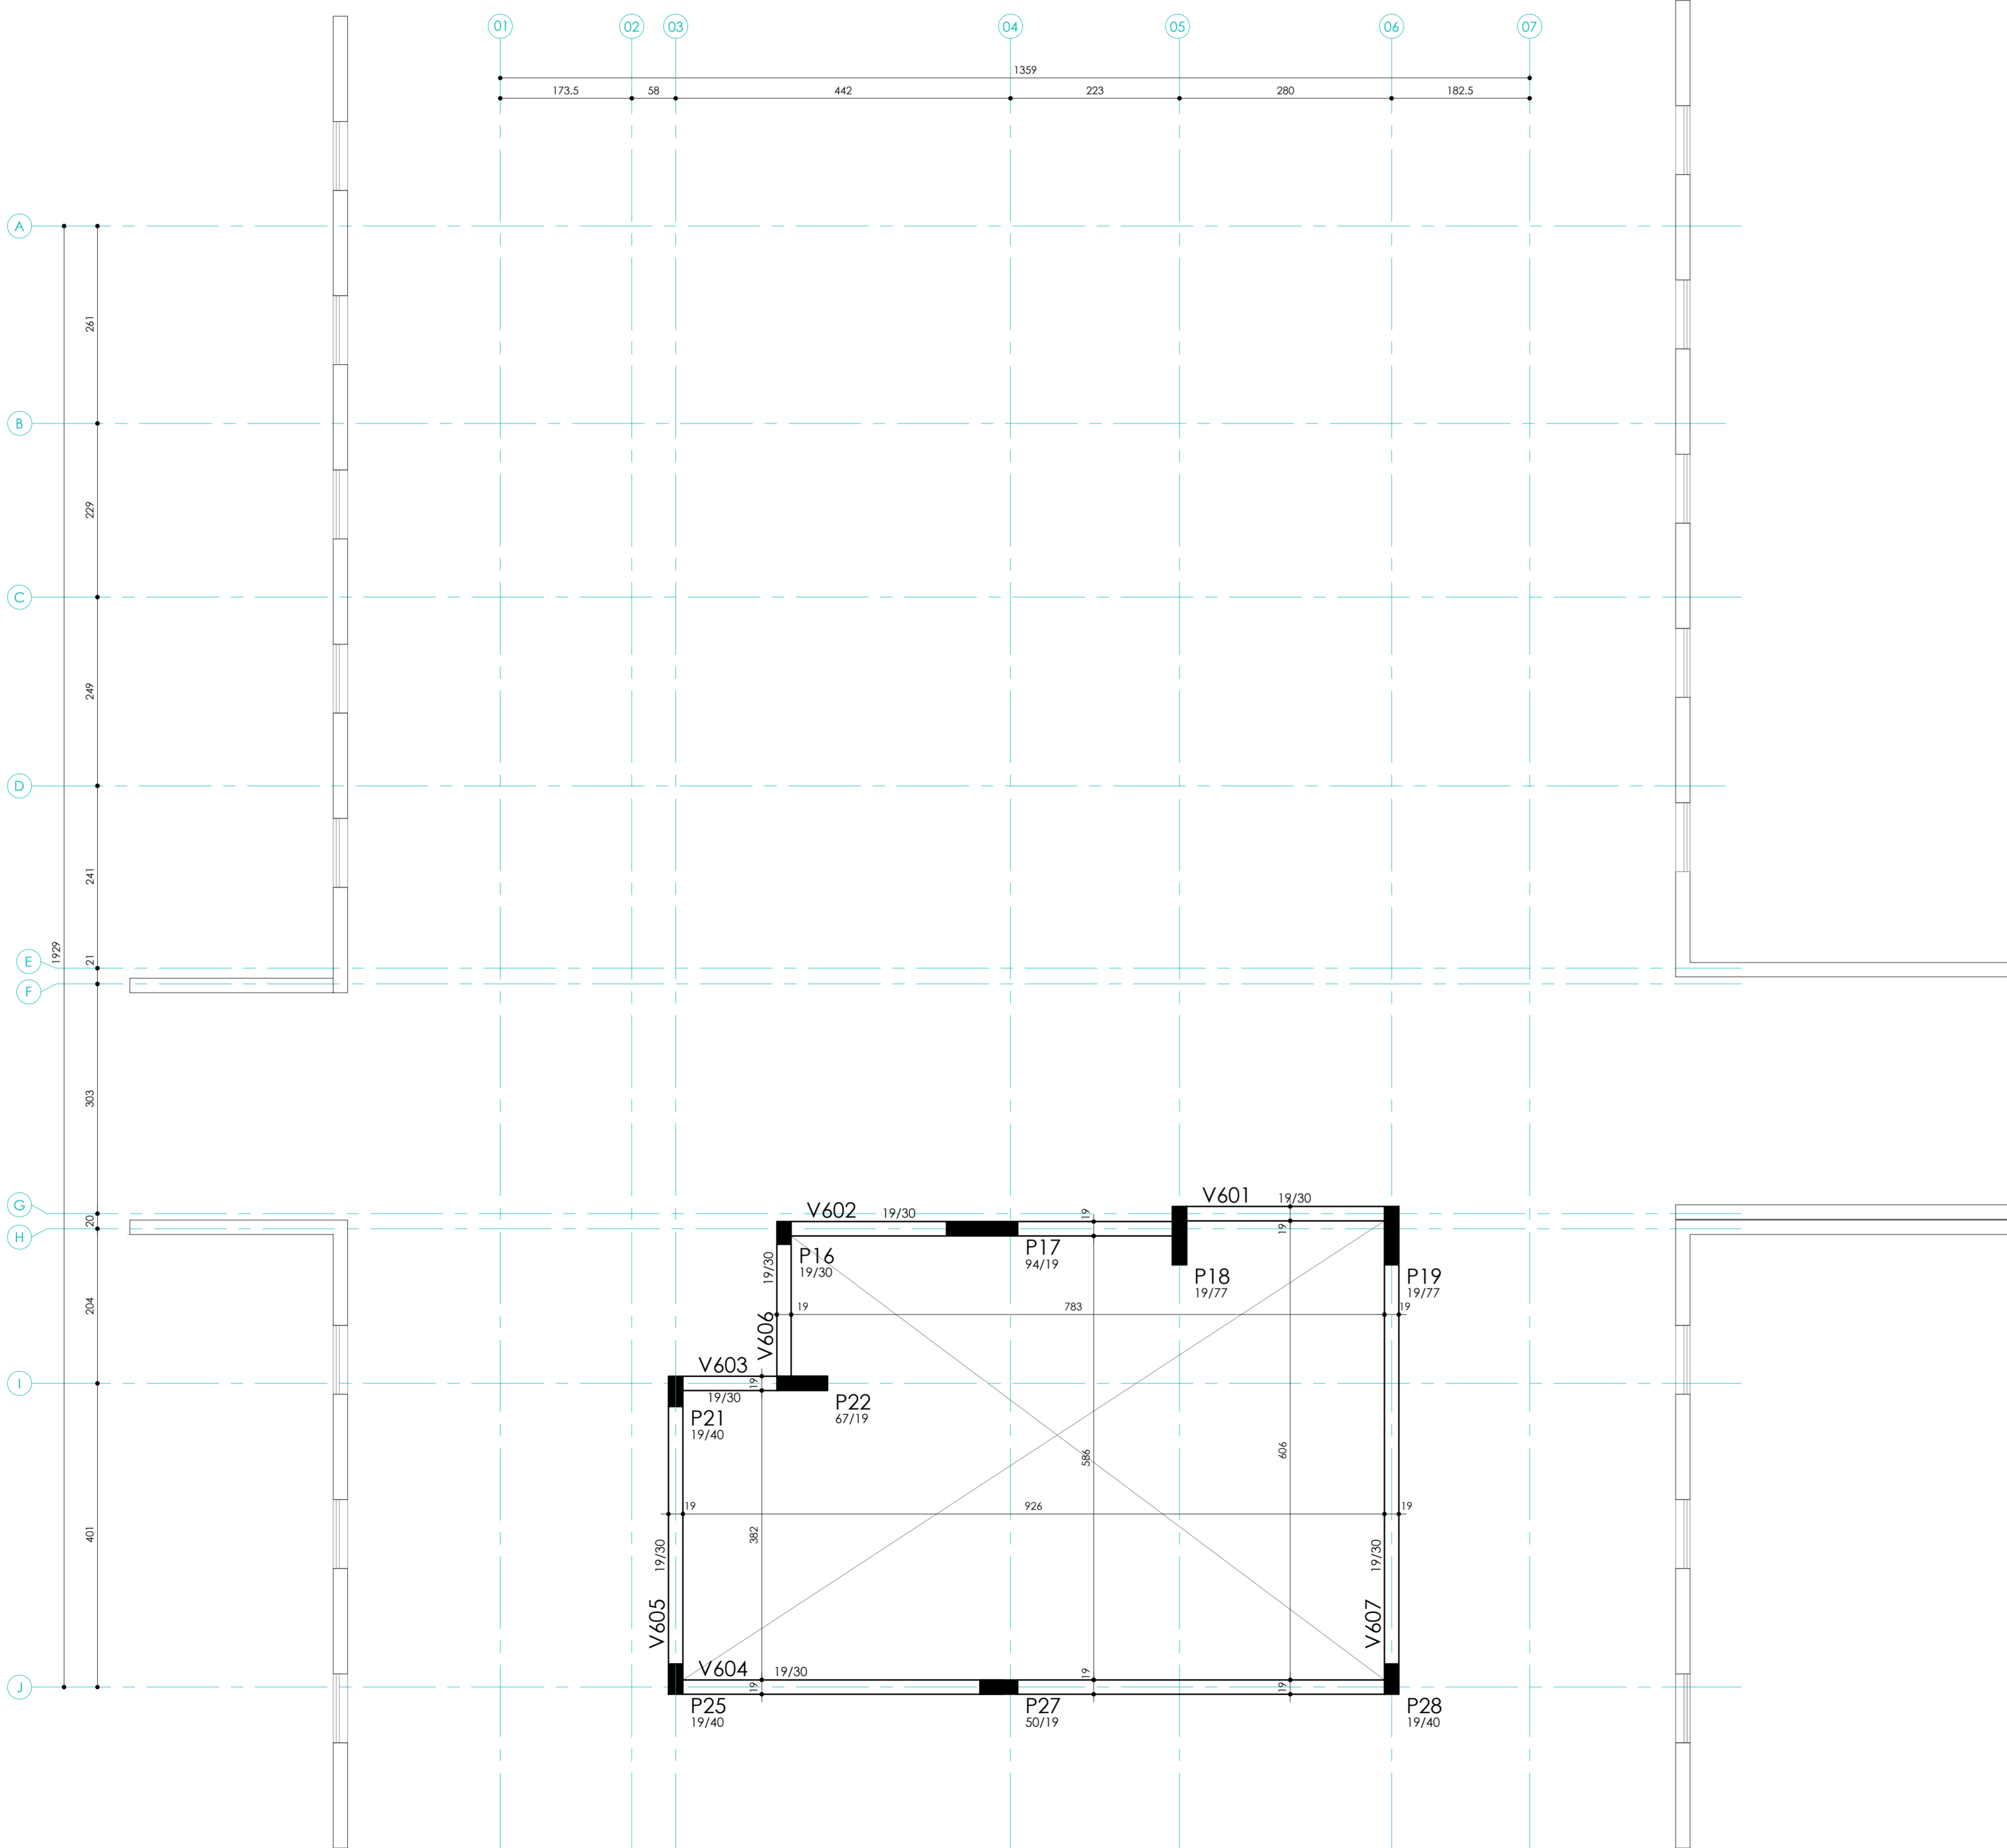 01 02 03 04 05 06 07
1359
173.5 58 442 223 280 182.5
A
261
B
229
C
249
D
241
1929
E
21
F
303
G
V601
19/30
V602
19/30
19
20
H
19
P16
19/30
P17
94/19
19/30
P18
19/77
P19
19/77
204
19
783
19
V606
V603
19
I
19/30
P22
67/19
P21
19/40
586
606
19
926
19
401
382
19/30
19/30
V605
V607
V604
19/30
19
J
19
19
P25
19/40
P27
50/19
P28
19/40